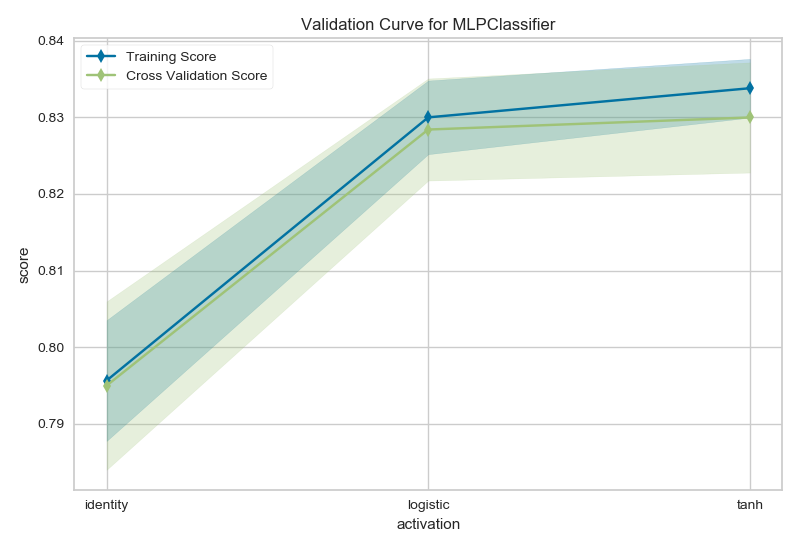 Validation Curve for MLPClassifier
Training Score
Cross Validation Score
0.84
0.83
0.82
0.81
0.80
0.79
score
identity logistic tanh
activation